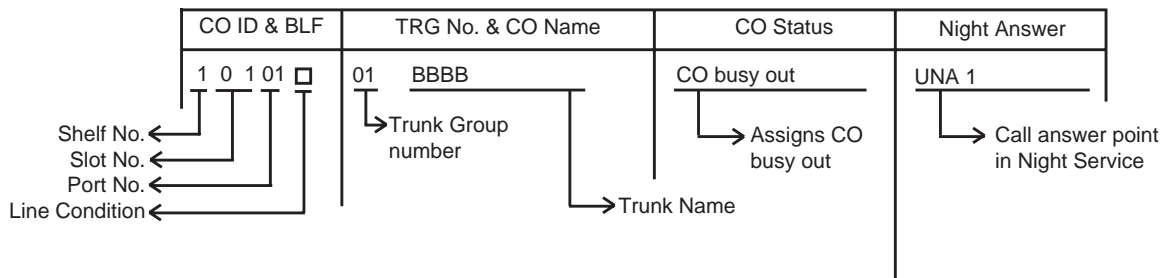 CO ID & BLF TRG No. & CO Name CO Status Night Answer
1 0 1 01 01 BBBB CO busy out UNA 1
Shelf No.
Slot No.
Port No.
Line Condition
Trunk Group
number
Trunk Name
Assigns CO
busy out
Call answer point
in Night Service